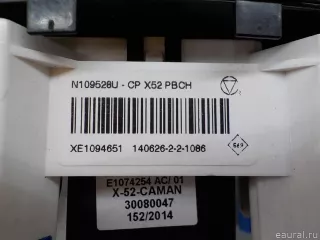 N109528U - CP X52 PBCH
XE1094651 140626-2-2-1086
E1074254 AC/ 01
X-52-CAMAN
30080047
152/2014
eaural.ru